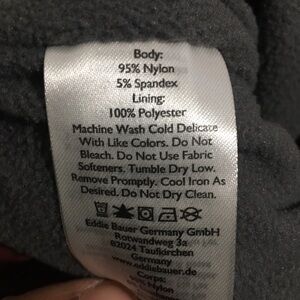 Body:
95% Nylon
5% Spandex
Lining:
100% Polyester
Machine Wash Cold Delicate
With Like Colors. Do Not
Bleach. Do Not Use Fabric
Softeners. Tumble Dry Low.
Remove Promptly. Cool Iron As
Desired. Do Not Dry Clean.
Eddie Bauer Germany GmbH
Rotwandweg 3a
82024 Taufkirchen
Germany
www.eddiebauer.de
Corps:
Nylon